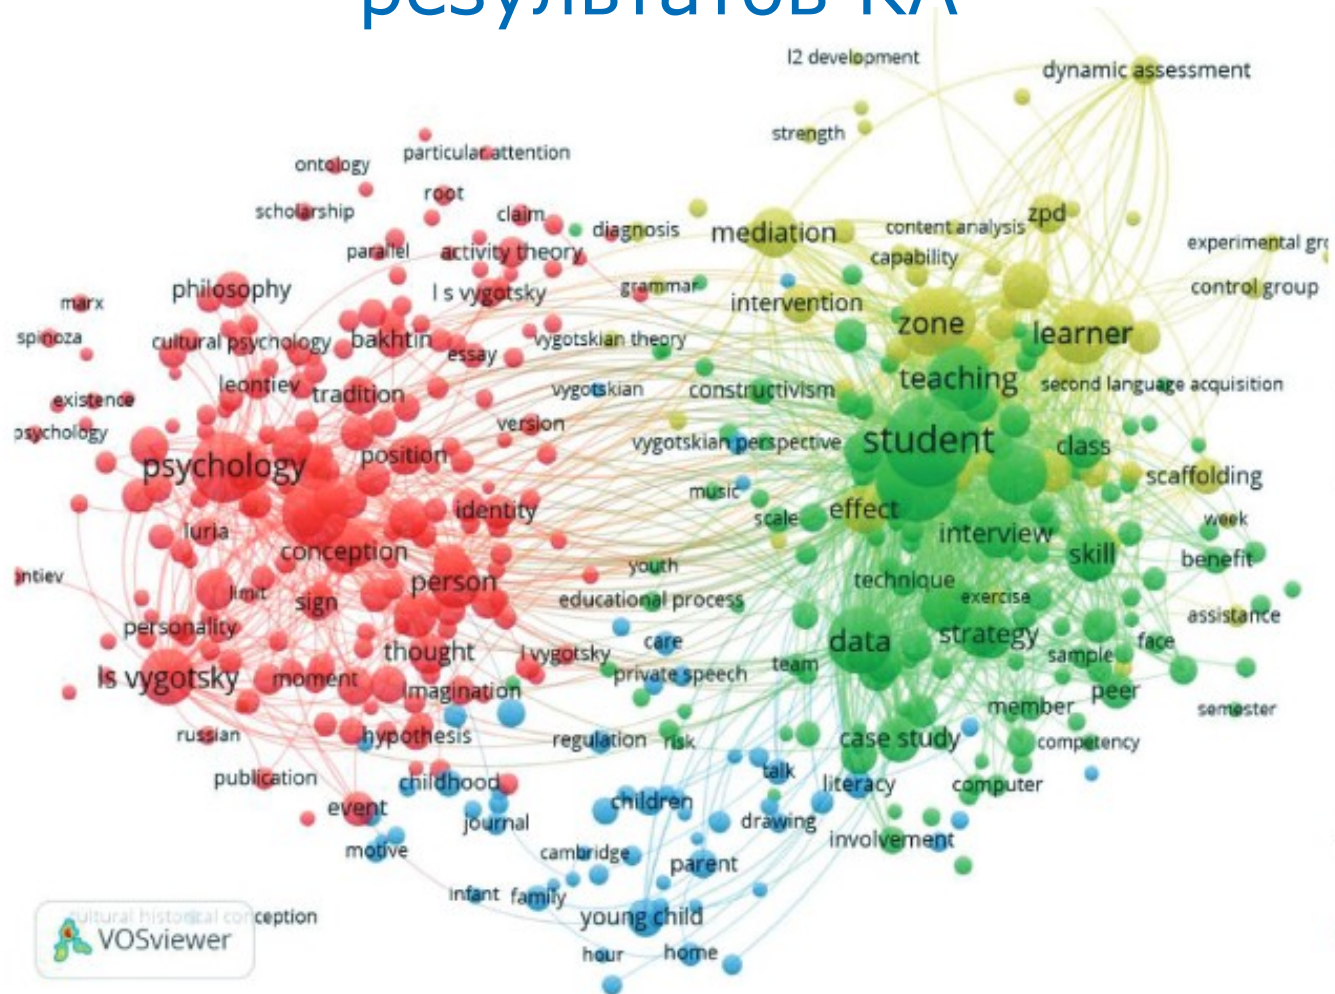 результатов КА
l2 development
dynamic assessment
strength
particular attention
ontology
root
scholarship
claim
zpd
diagnosis
mediation
content analysis
parallel
activity theory
experimental gr
capability
philosophy
l s vygotsky
grammar
control group
marx
intervention
zone
learner
spinoza
cultural psychology
bakhtin
vygotskian theory
essay
teaching
second language acquisition
leontiev
tradition
vygotskian
constructivism
existence
version
psychology
student
vygotskian perspective
class
position
psychology
scaffolding
music
identity
effect
scale
week
luria
interview
conception
skill
benefit
youth
ntiev
person
technique
limit
sign
educational process
exercise
assistance
personality
data
strategy
face
care
thought
l vygotsky
sample
team
private speech
ls vygotsky
moment
imagination
peer
member
semester
russian
hypothesis
regulation
risk
case study
competency
talk
publication
childhood
literacy
computer
event
children
journal
drawing
involvement
motive
cambridge
parent
infant
family
cultural historical conception
young child
VOSviewer
hour
home